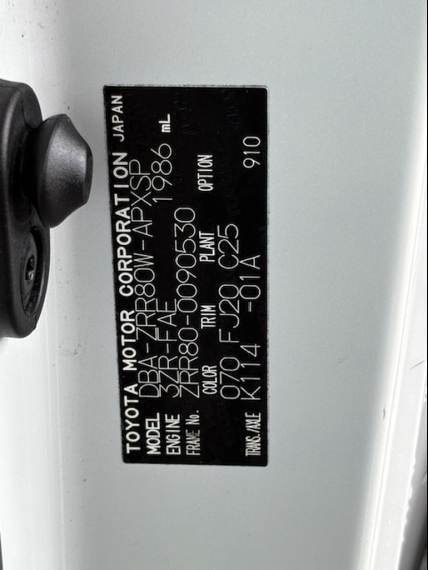 TOYOTA MOTOR CORPORATION JAPAN
MODEL DBA-ZRR80W-APXSP
ENGINE 3ZR-FAE 1986 mL
FRAME No. ZRR80-0090530
COLOR TRIM PLANT OPTION
070 FJ20 C25
TRANS./AXLE K114 -01A 910